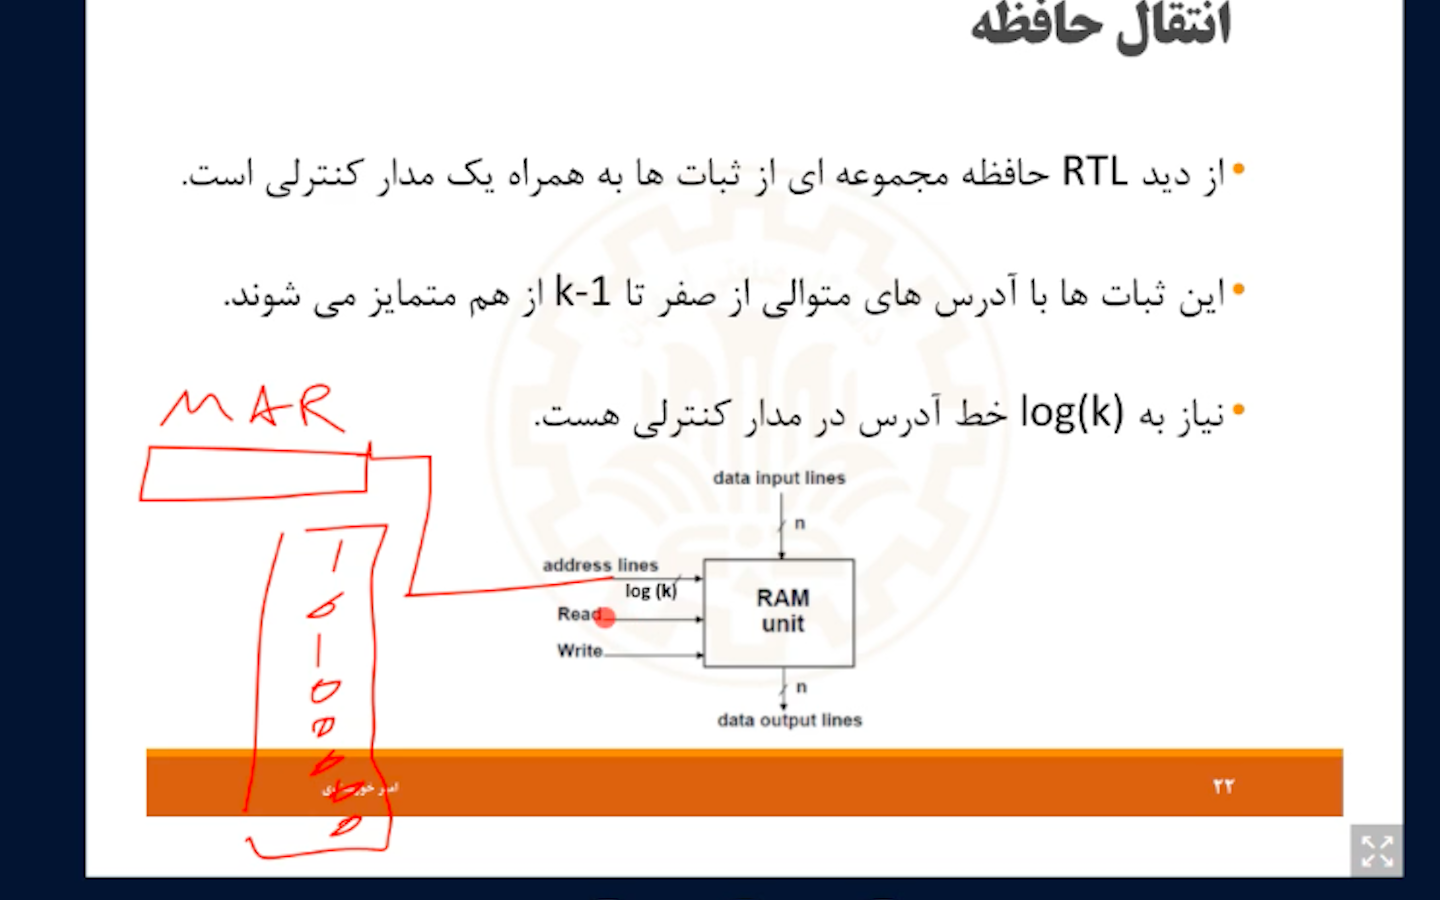 انتقال حافظه
•از دید RTL حافظه مجموعه ای از ثبات ها به همراه یک مدار کنترلی است.
•این ثبات ها با آدرس های متوالی از صفر تا k-1 از هم متمایز می شوند.
•نیاز به log(k) خط آدرس در مدار کنترلی هست.
MAR
data input lines
n
address lines
log (k)
Read
Write
RAM
unit
n
data output lines
1
0
1
0
0
0
0
0
امیر
۲۲